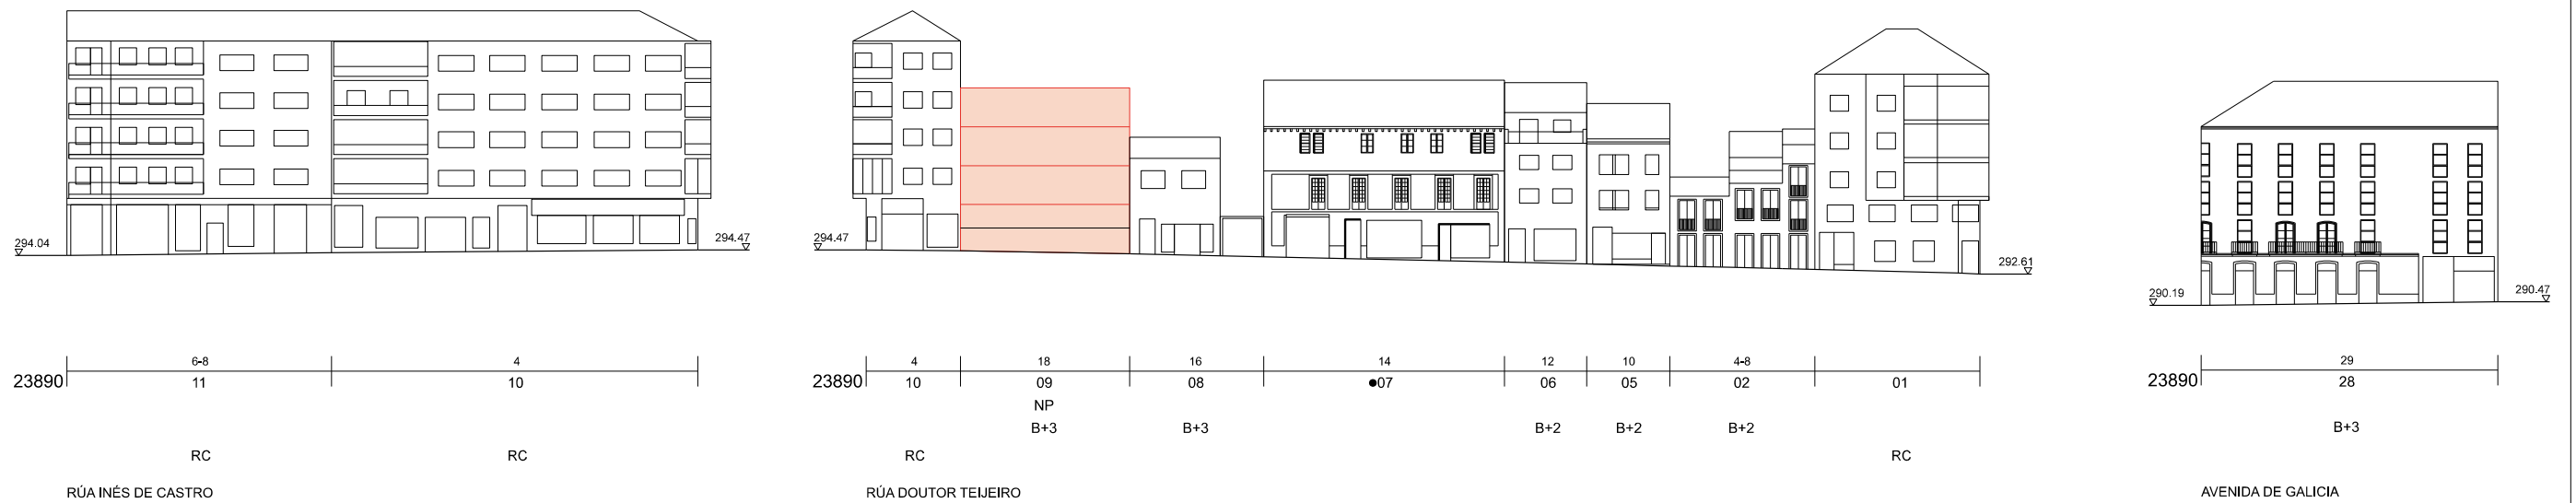 294.04
294.47
294.47
292.61
290.19
290.47
6-8
4
4
18
16
14
12
10
4-8
29
23890
11
10
23890
10
09
08
●07
06
05
02
01
23890
28
NP
B+3
B+3
B+2
B+2
B+2
B+3
RC
RC
RC
RC
RÚA INÉS DE CASTRO
RÚA DOUTOR TEIJEIRO
AVENIDA DE GALICIA